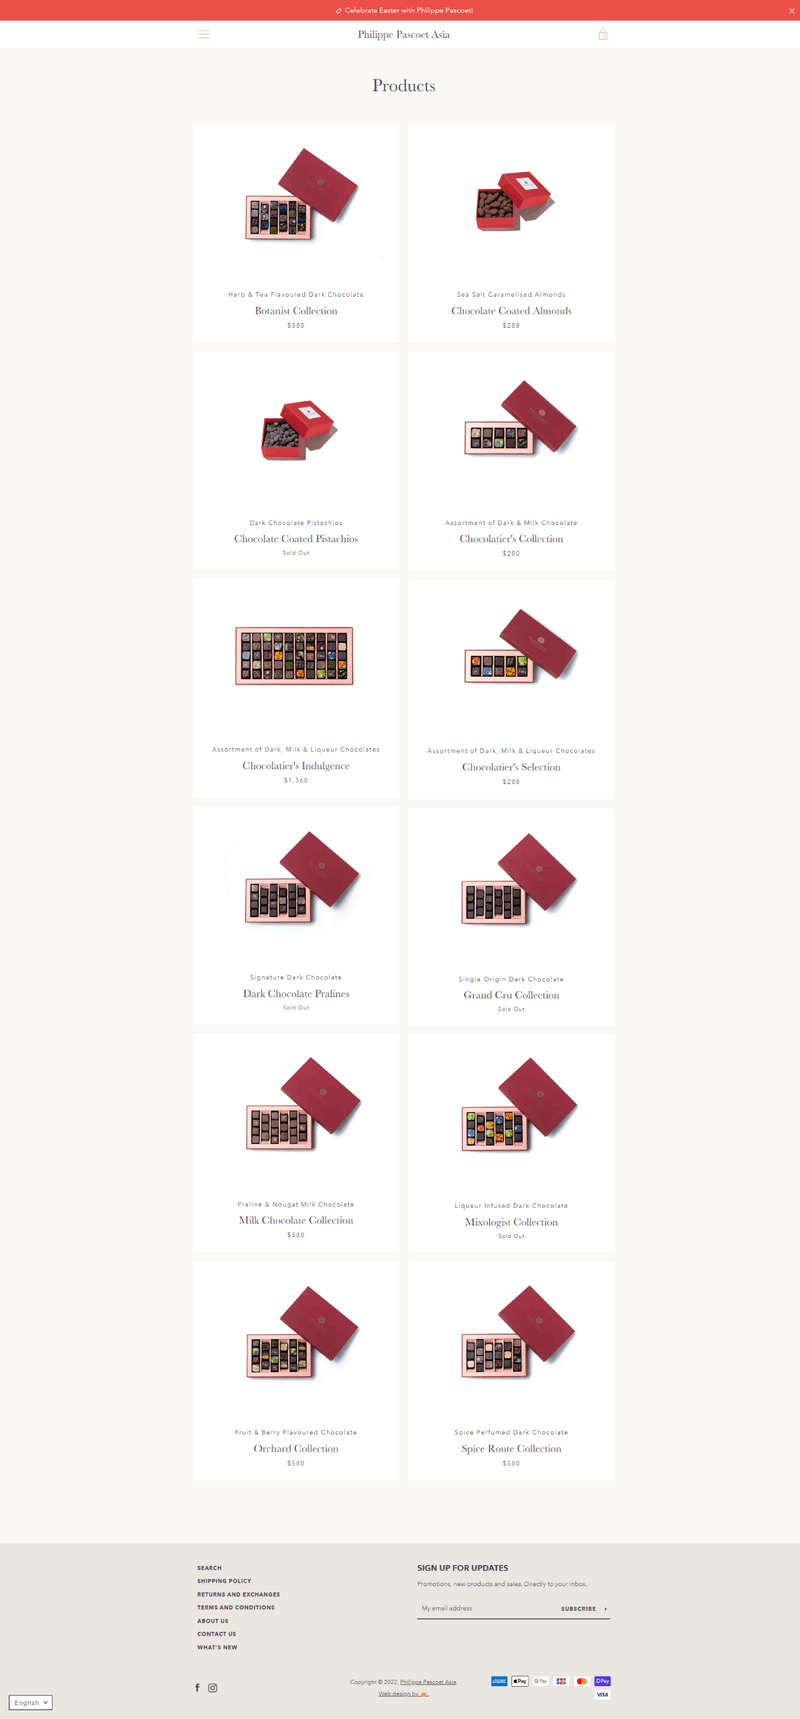 Celebrate Easter with Philippe Pascoet!
Philippe Pascoet Asia
Products
Herb & Tea Flavoured Dark Chocolate
Botanist Collection
$580
Sea Salt Caramelised Almonds
Chocolate Coated Almonds
$288
Dark Chocolate Pistachios
Chocolate Coated Pistachios
Sold Out
Assortment of Dark & Milk Chocolate
Chocolatier's Collection
$280
Assortment of Dark, Milk & Liqueur Chocolates
Chocolatier's Indulgence
$1,360
Assortment of Dark, Milk & Liqueur Chocolates
Chocolatier's Selection
$288
Signature Dark Chocolate
Dark Chocolate Pralines
Sold Out
Single Origin Dark Chocolate
Grand Cru Collection
Sold Out
Praline & Nougat Milk Chocolate
Milk Chocolate Collection
$580
Liqueur Infused Dark Chocolate
Mixologist Collection
Sold Out
Fruit & Berry Flavoured Chocolate
Orchard Collection
$580
Spice Perfumed Dark Chocolate
Spice Route Collection
$580
SEARCH
SHIPPING POLICY
RETURNS AND EXCHANGES
TERMS AND CONDITIONS
ABOUT US
CONTACT US
WHAT'S NEW
SIGN UP FOR UPDATES
Promotions, new products and sales. Directly to your inbox.
My email address
SUBSCRIBE
Copyright © 2022, Philippe Pascoet Asia.
Web design by
Pay
G Pay
JCB
Pay
VISA
English